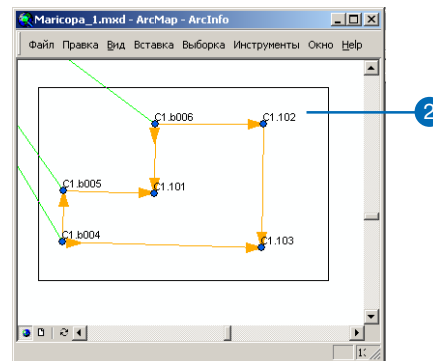 Maricopa_1.mxd - ArcMap - ArcInfo
Файл Правка Вид Вставка Выборка Инструменты Окно Help
C1.b006 C1.102
2
C1.b005 C1.101
C1.b004 C1.103